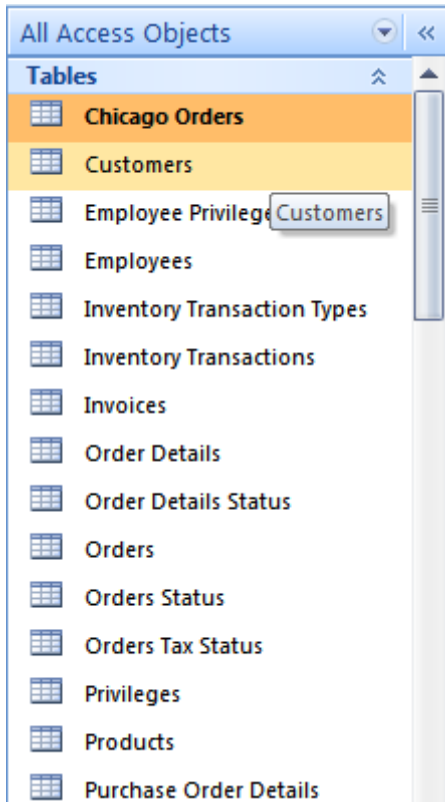 All Access Objects
Tables
Chicago Orders
Customers
Employee Privileg
Customers
Employees
Inventory Transaction Types
Inventory Transactions
Invoices
Order Details
Order Details Status
Orders
Orders Status
Orders Tax Status
Privileges
Products
Purchase Order Details